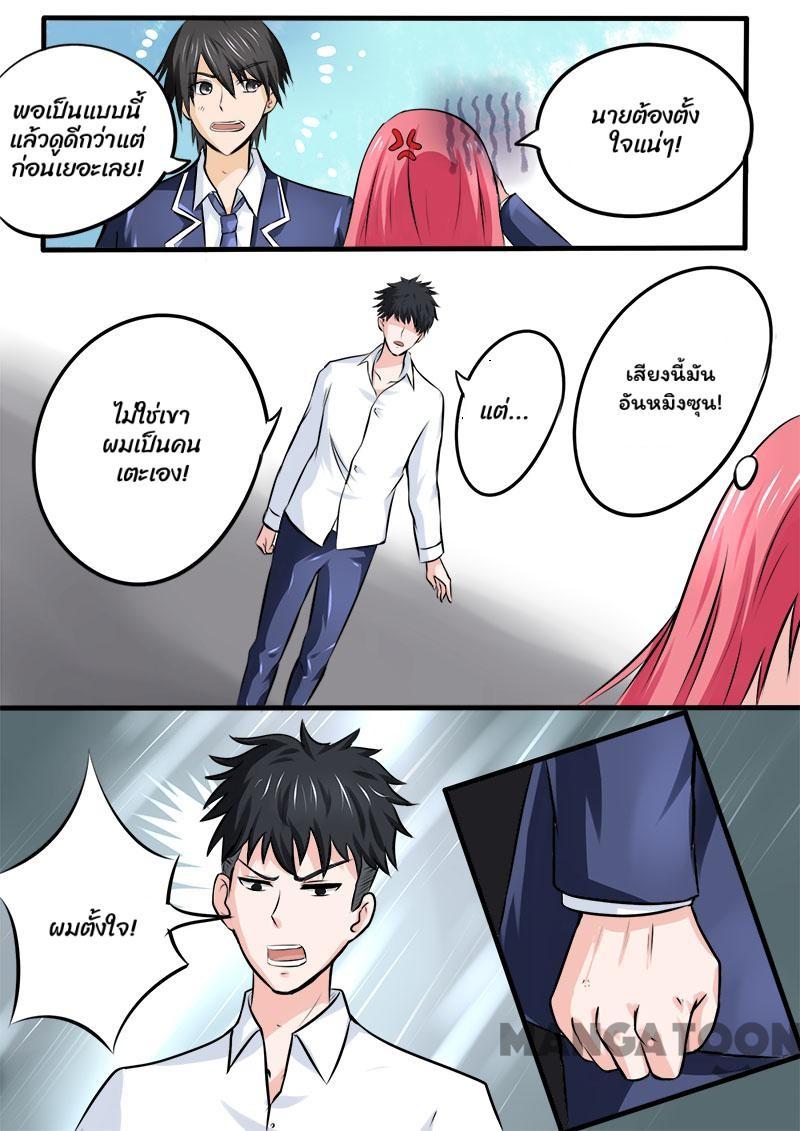 พอเป็นแบบนี้
แล้วดูดีกว่าแต่
ก่อนเยอะเลย!
นายต้องตั้ง
ใจแน่ๆ!
เสียงนี้มัน
อันหมิงซุน!
แต่...
ไม่ใช่เขา
ผมเป็นคน
เตะเอง!
ผมตั้งใจ!
MANGATOON